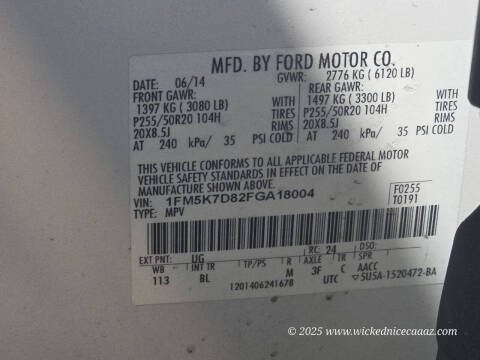 MFD. BY FORD MOTOR CO.
DATE: 06/14 GVWR: 2776 KG ( 6120 LB)
FRONT GAWR: REAR GAWR:
1397 KG ( 3080 LB) WITH 1497 KG ( 3300 LB) WITH
P255/50R20 104H TIRES P255/50R20 104H TIRES
20X8.5J RIMS 20X8.5J RIMS
AT 240 kPa/ 35 PSI COLD AT 240 kPa/ 35 PSI COLD
THIS VEHICLE CONFORMS TO ALL APPLICABLE FEDERAL MOTOR
VEHICLE SAFETY STANDARDS IN EFFECT ON THE DATE OF
MANUFACTURE SHOWN ABOVE.
VIN: 1FM5K7D82FGA18004 F0255
TYPE: MPV T0191
EXT PNT: UG RC: 24 DSO:
WB INT TR TP/PS R AXLE TR SPR
113 BL M 3F C AACC
1201406241678 UTC ▽5U5A-1520472-BA
© 2025 www.wickednicecaaaz.com